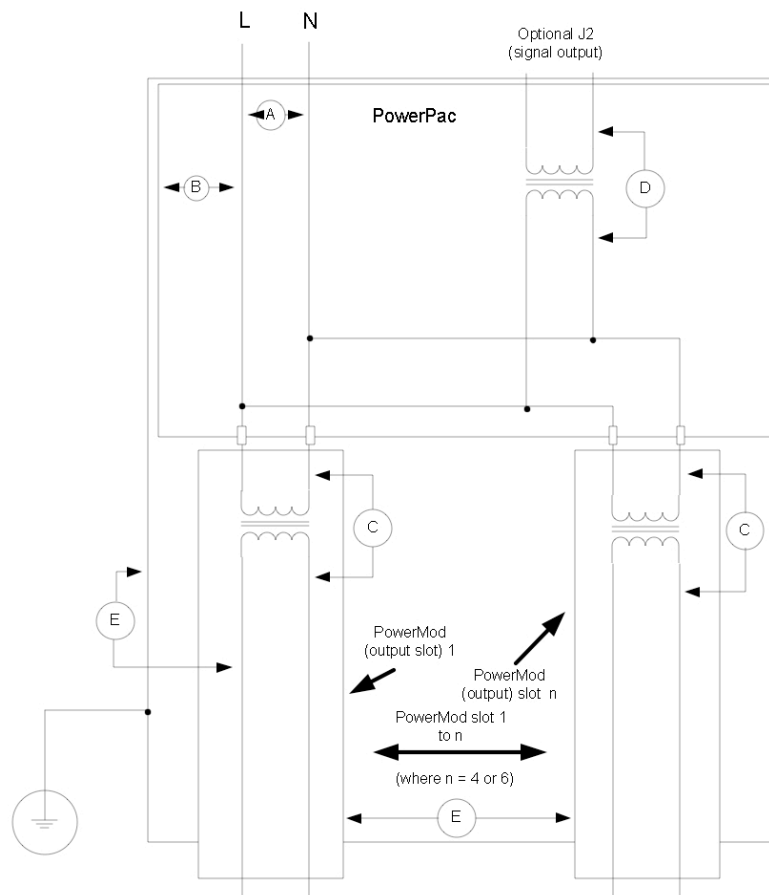 L
N
Optional J2
(signal output)
A
PowerPac
B
D
C
C
E
PowerMod
(output slot) 1
PowerMod
(output) slot n
PowerMod slot 1
to n
(where n = 4 or 6)
E